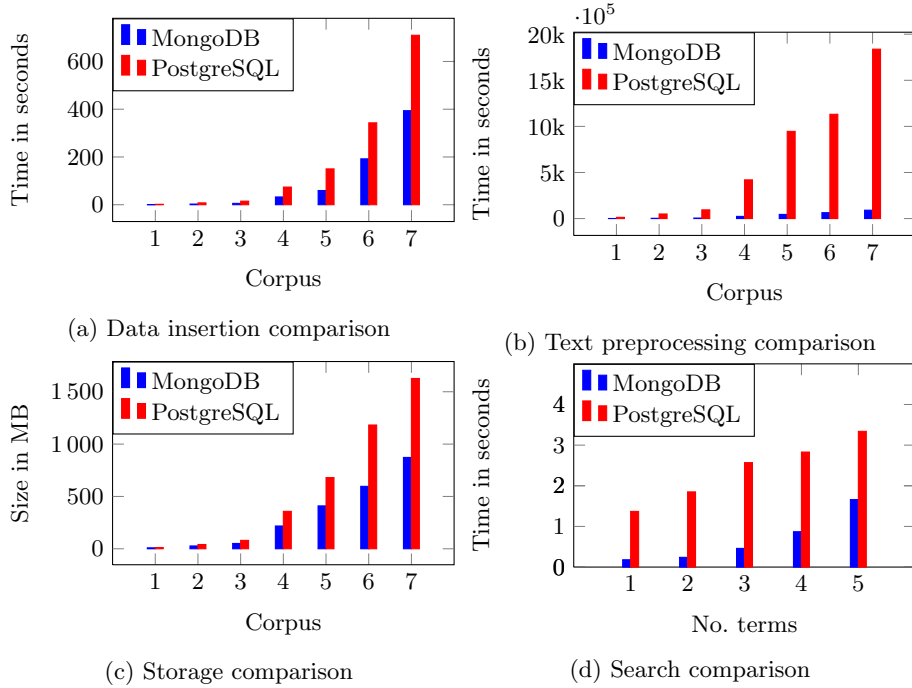 MongoDB
PostgreSQL
Time in seconds
600
400
200
0
1 2 3 4 5 6 7
Corpus
(a) Data insertion comparison
·10⁵
MongoDB
PostgreSQL
Time in seconds
20k
15k
10k
5k
0
1 2 3 4 5 6 7
Corpus
(b) Text preprocessing comparison
MongoDB
PostgreSQL
Size in MB
1 500
1 000
500
0
1 2 3 4 5 6 7
Corpus
(c) Storage comparison
MongoDB
PostgreSQL
Time in seconds
4
3
2
1
0
1 2 3 4 5
No. terms
(d) Search comparison